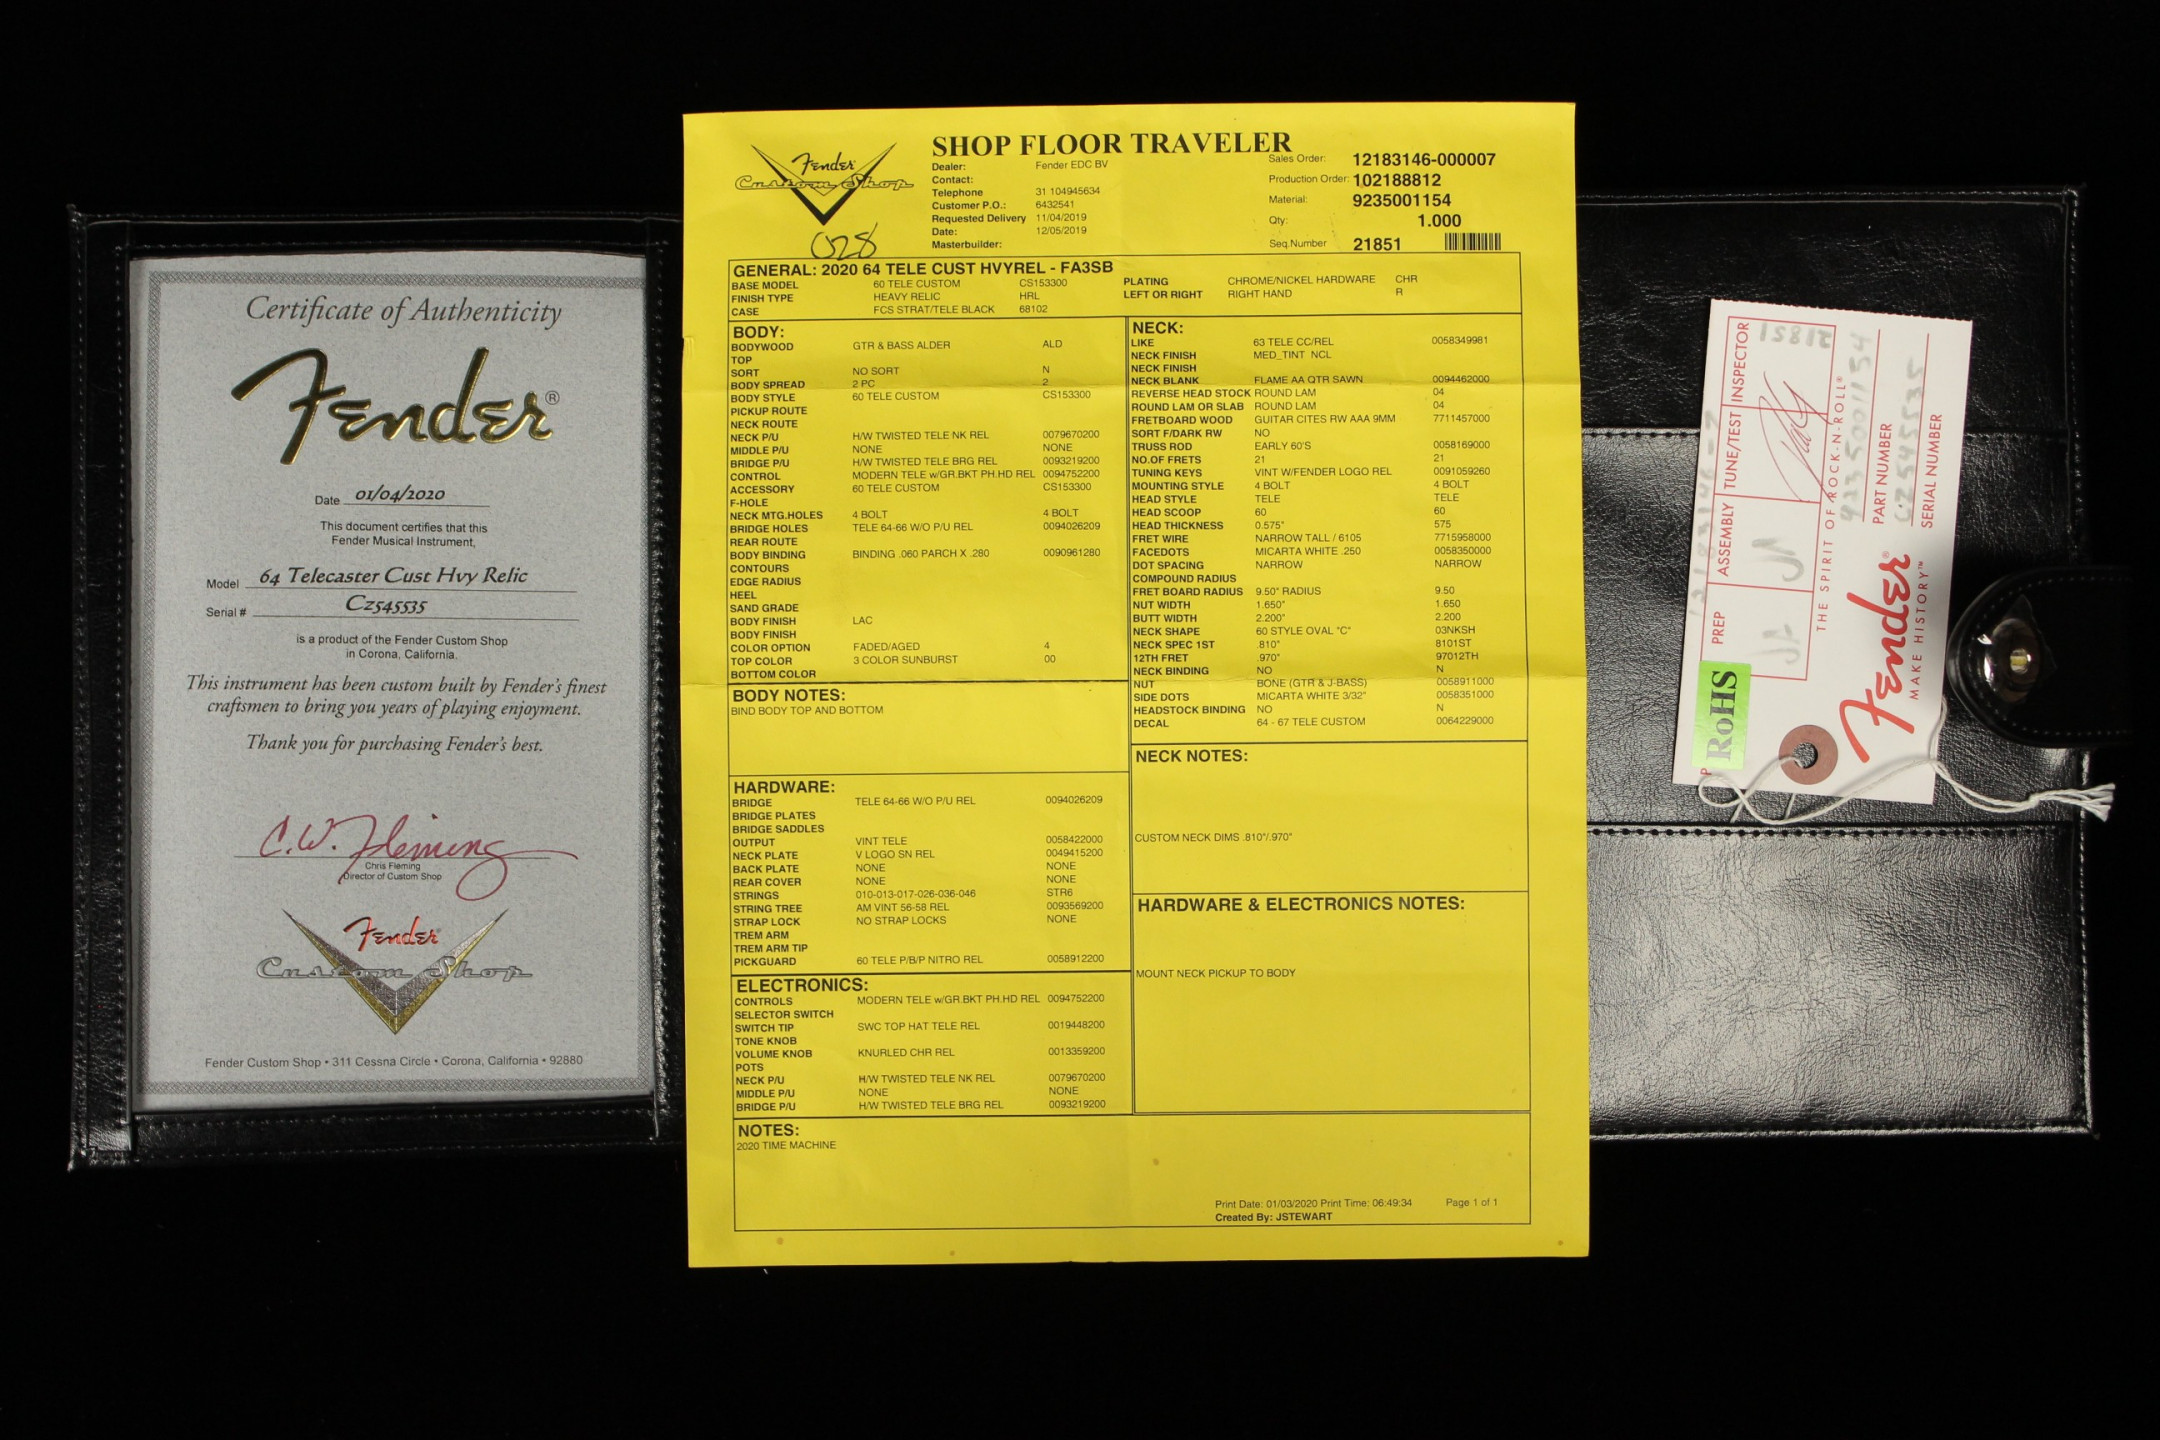 Certificate of Authenticity
Fender®
Date 01/04/2020
This document certifies that this
Fender Musical Instrument,
Model 64 Telecaster Cust Hvy Relic
Serial # Cz545535
is a product of the Fender Custom Shop
in Corona, California.
This instrument has been custom built by Fender's finest
craftsmen to bring you years of playing enjoyment.
Thank you for purchasing Fender's best.
C.W. Fleming
Chris Fleming
Director of Custom Shop
Fender
Custom Shop
Fender Custom Shop • 311 Cessna Circle • Corona, California • 92880
Fender
Custom Shop
028
SHOP FLOOR TRAVELER
Dealer: Fender EDC BV
Contact:
Telephone 31 104945634
Customer P.O.: 6432541
Requested Delivery 11/04/2019
Date: 12/05/2019
Masterbuilder:
Sales Order: 12183146-000007
Production Order: 102188812
Material: 9235001154
Qty: 1.000
Seq.Number 21851
GENERAL: 2020 64 TELE CUST HVYREL - FA3SB
BASE MODEL 60 TELE CUSTOM CS153300
FINISH TYPE HEAVY RELIC HRL
CASE FCS STRAT/TELE BLACK 68102
PLATING CHROME/NICKEL HARDWARE CHR
LEFT OR RIGHT RIGHT HAND R
BODY:
BODYWOOD GTR & BASS ALDER ALD
TOP
SORT NO SORT N
BODY SPREAD 2 PC 2
BODY STYLE 60 TELE CUSTOM CS153300
PICKUP ROUTE
NECK ROUTE
NECK P/U H/W TWISTED TELE NK REL 0079670200
MIDDLE P/U NONE NONE
BRIDGE P/U H/W TWISTED TELE BRG REL 0093219200
CONTROL MODERN TELE w/GR.BKT PH.HD REL 0094752200
ACCESSORY 60 TELE CUSTOM CS153300
F-HOLE
NECK MTG.HOLES 4 BOLT 4 BOLT
BRIDGE HOLES TELE 64-66 W/O P/U REL 0094026209
REAR ROUTE
BODY BINDING BINDING .060 PARCH X .280 0090961280
CONTOURS
EDGE RADIUS
HEEL
SAND GRADE
BODY FINISH LAC
BODY FINISH
COLOR OPTION FADED/AGED 4
TOP COLOR 3 COLOR SUNBURST 00
BOTTOM COLOR
BODY NOTES:
BIND BODY TOP AND BOTTOM
HARDWARE:
BRIDGE TELE 64-66 W/O P/U REL 0094026209
BRIDGE PLATES
BRIDGE SADDLES
OUTPUT VINT TELE 0058422000
NECK PLATE V LOGO SN REL 0049415200
BACK PLATE NONE NONE
REAR COVER NONE NONE
STRINGS 010-013-017-026-036-046 STR6
STRING TREE AM VINT 56-58 REL 0093569200
STRAP LOCK NO STRAP LOCKS NONE
TREM ARM
TREM ARM TIP
PICKGUARD 60 TELE P/B/P NITRO REL 0058912200
ELECTRONICS:
CONTROLS MODERN TELE w/GR.BKT PH.HD REL 0094752200
SELECTOR SWITCH
SWITCH TIP SWC TOP HAT TELE REL 0019448200
TONE KNOB
VOLUME KNOB KNURLED CHR REL 0013359200
POTS
NECK P/U H/W TWISTED TELE NK REL 0079670200
MIDDLE P/U NONE NONE
BRIDGE P/U H/W TWISTED TELE BRG REL 0093219200
NECK:
LIKE 63 TELE CC/REL 0058349981
NECK FINISH MED_TINT NCL
NECK FINISH
NECK BLANK FLAME AA QTR SAWN 0094462000
REVERSE HEAD STOCK ROUND LAM 04
ROUND LAM OR SLAB ROUND LAM 04
FRETBOARD WOOD GUITAR CITES RW AAA 9MM 7711457000
SORT F/DARK RW NO
TRUSS ROD EARLY 60'S 0058169000
NO.OF FRETS 21 21
TUNING KEYS VINT W/FENDER LOGO REL 0091059260
MOUNTING STYLE 4 BOLT 4 BOLT
HEAD STYLE TELE TELE
HEAD SCOOP 60 60
HEAD THICKNESS 0.575" 575
FRET WIRE NARROW TALL / 6105 7715958000
FACEDOTS MICARTA WHITE .250 0058350000
DOT SPACING NARROW NARROW
COMPOUND RADIUS
FRET BOARD RADIUS 9.50" RADIUS 9.50
NUT WIDTH 1.650" 1.650
BUTT WIDTH 2.200" 2.200
NECK SHAPE 60 STYLE OVAL "C" 03NKSH
NECK SPEC 1ST .810" 8101ST
12TH FRET .970" 97012TH
NECK BINDING NO N
NUT BONE (GTR & J-BASS) 0058911000
SIDE DOTS MICARTA WHITE 3/32" 0058351000
HEADSTOCK BINDING NO N
DECAL 64 - 67 TELE CUSTOM 0064229000
NECK NOTES:
CUSTOM NECK DIMS .810"/.970"
HARDWARE & ELECTRONICS NOTES:
MOUNT NECK PICKUP TO BODY
NOTES:
2020 TIME MACHINE
Print Date: 01/03/2020 Print Time: 06:49:34 Page 1 of 1
Created By: JSTEWART
PREP ASSEMBLY TUNE/TEST INSPECTOR
JA JA 15812
THE SPIRIT OF ROCK-N-ROLL®
9235001154
PART NUMBER
CZ545535
SERIAL NUMBER
Fender®
MAKE HISTORY™
RoHS